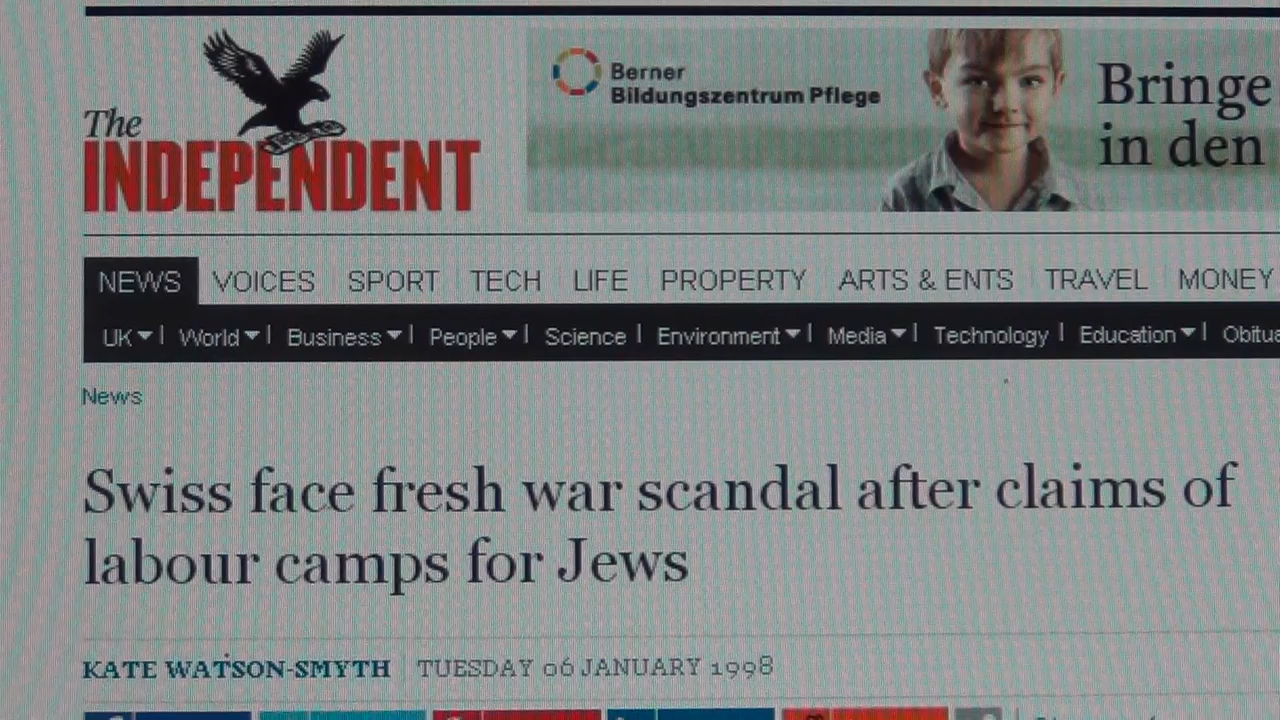 The
INDEPENDENT
Berner
Bildungszentrum Pflege
Bringe
in den
NEWS VOICES SPORT TECH LIFE PROPERTY ARTS & ENTS TRAVEL MONEY
UK World Business People Science Environment Media Technology Education Obitua
News
Swiss face fresh war scandal after claims of
labour camps for Jews
KATE WATSON-SMYTH TUESDAY 06 JANUARY 1998